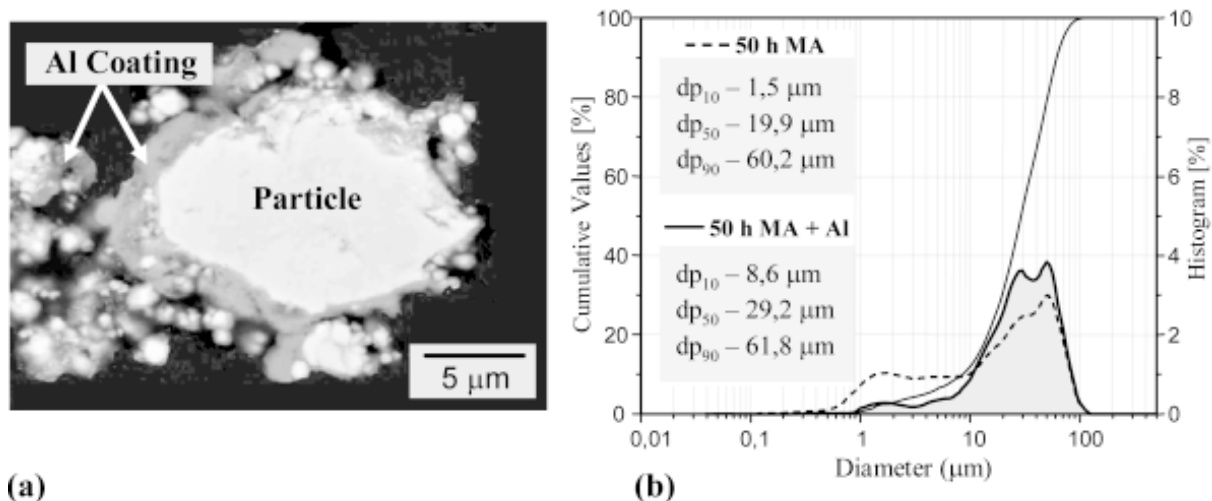 Al Coating
Particle
5 μm
(a)
100
80
60
40
20
0
Cumulative Values [%]
50 h MA
dp10 – 1,5 μm
dp50 – 19,9 μm
dp90 – 60,2 μm
50 h MA + Al
dp10 – 8,6 μm
dp50 – 29,2 μm
dp90 – 61,8 μm
10
8
6
4
2
0
Histogram [%]
0,01 0,1 1 10 100
Diameter (μm)
(b)